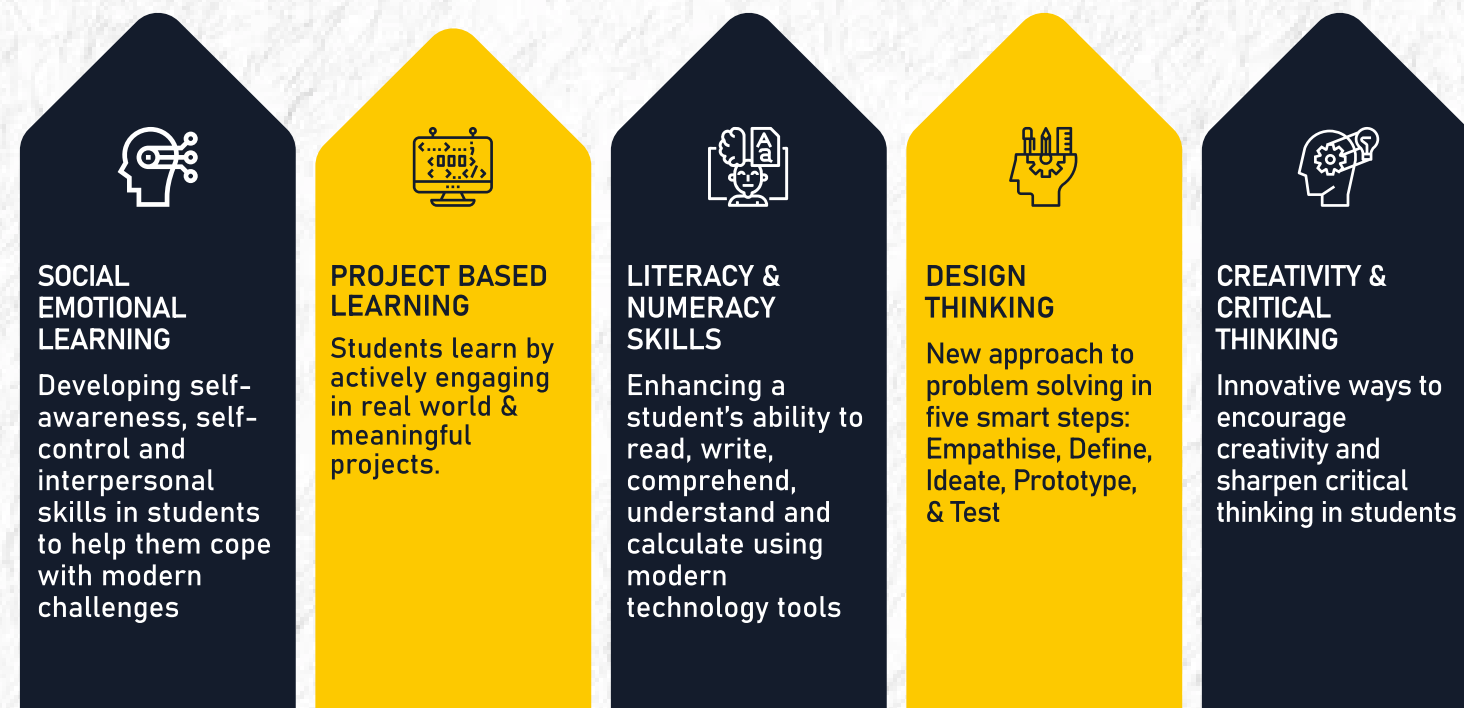 SOCIAL
EMOTIONAL
LEARNING
Developing self-
awareness, self-
control and
interpersonal
skills in students
to help them cope
with modern
challenges
PROJECT BASED
LEARNING
Students learn by
actively engaging
in real world &
meaningful
projects.
LITERACY &
NUMERACY
SKILLS
Enhancing a
student's ability to
read, write,
comprehend,
understand and
calculate using
modern
technology tools
DESIGN
THINKING
New approach to
problem solving in
five smart steps:
Empathise, Define,
Ideate, Prototype,
& Test
CREATIVITY &
CRITICAL
THINKING
Innovative ways to
encourage
creativity and
sharpen critical
thinking in students